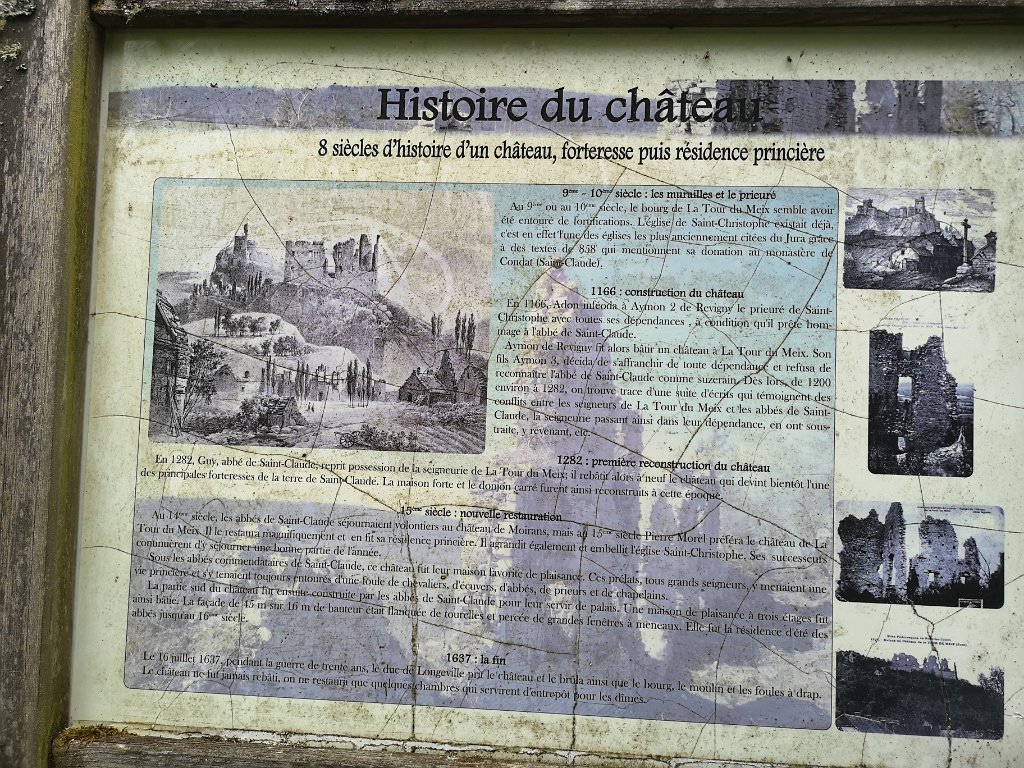 Histoire du château
8 siècles d'histoire d'un château, forteresse puis résidence princière
9ème - 10ème siècle : les murailles et le prieuré
Au 9ème ou au 10ème siècle, le bourg de La Tour du Meix semble avoir
été entouré de fortifications. L'église de Saint-Christophe existait déjà,
c'est en effet l'une des églises les plus anciennement citées du Jura grâce
à des textes de 858 qui mentionnent sa donation au monastère de
Condat (Saint-Claude).
1166 : construction du château
En 1166, Adon inféoda à Aymon 2 de Revigny le prieuré de Saint-
Christophe avec toutes ses dépendances , à condition qu'il prête hom-
mage à l'abbé de Saint-Claude.
Aymon de Revigny fit alors bâtir un château à La Tour du Meix. Son
fils Aymon 3, décida de s'affranchir de toute dépendance et refusa de
reconnaître l'abbé de Saint-Claude comme suzerain. Dès lors, de 1200
environ à 1282, on trouve trace d'une suite d'écrits qui témoignent des
conflits entre les seigneurs de La Tour du Meix et les abbés de Saint-
Claude, la seigneurie passant ainsi dans leur dépendance, en ont sous-
traite, y revenant, etc.
1282 : première reconstruction du château
En 1282, Guy, abbé de Saint-Claude, reprit possession de la seigneurie de La Tour du Meix; il rebâtit alors à neuf le château qui devint bientôt l'une
des principales forteresses de la terre de Saint-Claude. La maison forte et le donjon carré furent ainsi reconstruits à cette époque.
15ème siècle : nouvelle restauration
Au 14ème siècle, les abbés de Saint-Claude séjournaient volontiers au château de Moirans, mais au 15ème siècle Pierre Morel préféra le château de La
Tour du Meix. Il le restaura magnifiquement et en fit sa résidence princière. Il agrandit également et embellit l'église Saint-Christophe. Ses successeurs
continuèrent d'y séjourner une bonne partie de l'année.
Sous les abbés commendataires de Saint-Claude, ce château fut leur maison favorite de plaisance. Ces prélats, tous grands seigneurs, y menaient une
vie princière et s'y tenaient toujours entourés d'une foule de chevaliers, d'écuyers, d'abbés, de prieurs et de chapelains.
La partie sud du château fut ensuite construite par les abbés de Saint-Claude pour leur servir de palais. Une maison de plaisance à trois étages fut
ainsi bâtie. La façade de 45 m sur 16 m de hauteur était flanquée de tourelles et percée de grandes fenêtres à meneaux. Elle fut la résidence d'été des
abbés jusqu'au 16ème siècle.
1637 : la fin
Le 16 juillet 1637, pendant la guerre de trente ans, le duc de Longeville prit le château et le brûla ainsi que le bourg, le moulin et les foules à drap.
Le château ne fut jamais rebâti, on ne restaura que quelques chambres qui servirent d'entrepôt pour les dîmes.